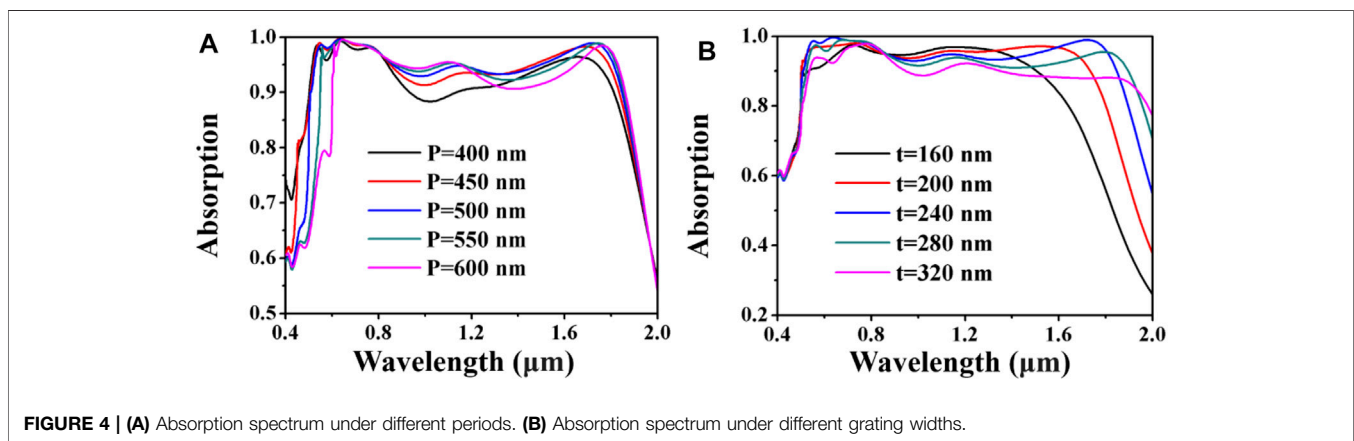 A
1.0
0.9
0.8
0.7
0.6
0.5
Absorption
P=400 nm
P=450 nm
P=500 nm
P=550 nm
P=600 nm
0.4 0.8 1.2 1.6 2.0
Wavelength (μm)
B
1.0
0.8
0.6
0.4
0.2
Absorption
t=160 nm
t=200 nm
t=240 nm
t=280 nm
t=320 nm
0.4 0.8 1.2 1.6 2.0
Wavelength (μm)
FIGURE 4 | (A) Absorption spectrum under different periods. (B) Absorption spectrum under different grating widths.